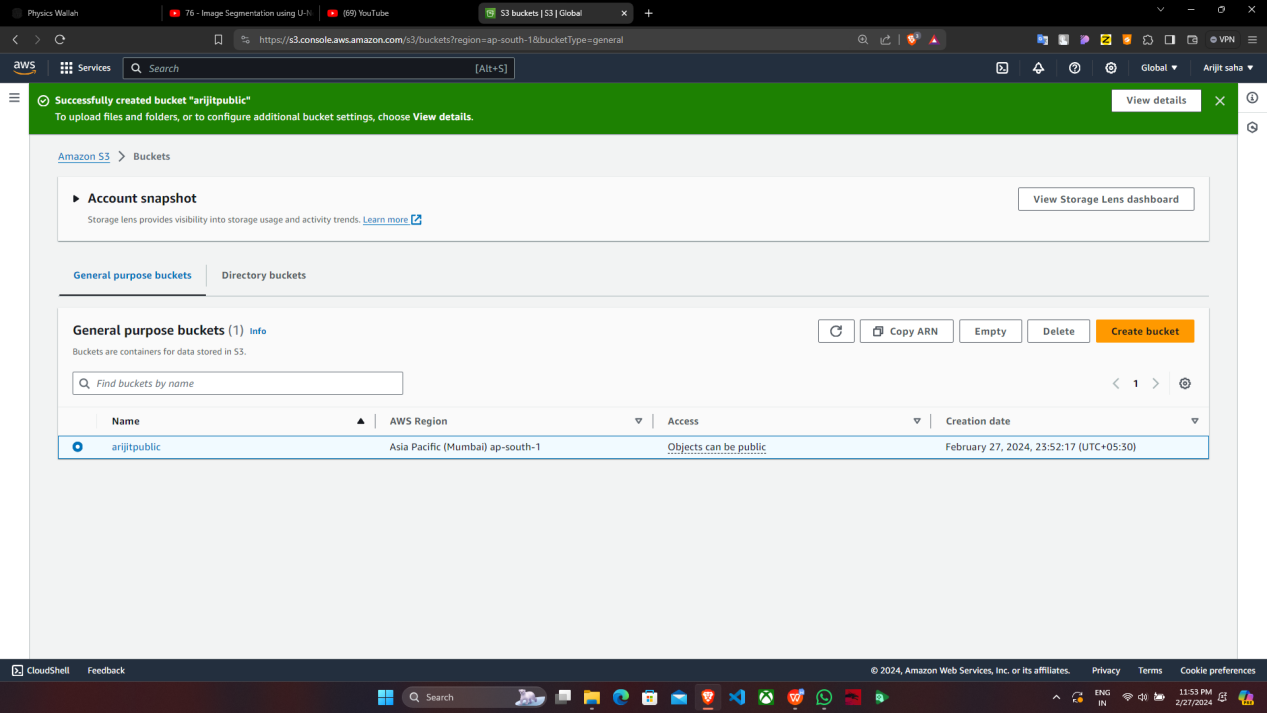 Physics Wallah
76 - Image Segmentation using U-N
(69) YouTube
S3 buckets | S3 | Global
https://s3.console.aws.amazon.com/s3/buckets?region=ap-south-1&bucketType=general
VPN
aws
Services
Search
[Alt+S]
Global
Arijit saha
Successfully created bucket "arijitpublic"
To upload files and folders, or to configure additional bucket settings, choose View details.
View details
Amazon S3
Buckets
Account snapshot
Storage lens provides visibility into storage usage and activity trends. Learn more
View Storage Lens dashboard
General purpose buckets
Directory buckets
General purpose buckets (1) Info
Buckets are containers for data stored in S3.
Copy ARN
Empty
Delete
Create bucket
Find buckets by name
1
Name
AWS Region
Access
Creation date
arijitpublic
Asia Pacific (Mumbai) ap-south-1
Objects can be public
February 27, 2024, 23:52:17 (UTC+05:30)
CloudShell
Feedback
© 2024, Amazon Web Services, Inc. or its affiliates.
Privacy
Terms
Cookie preferences
Search
ENG
IN
11:53 PM
2/27/2024